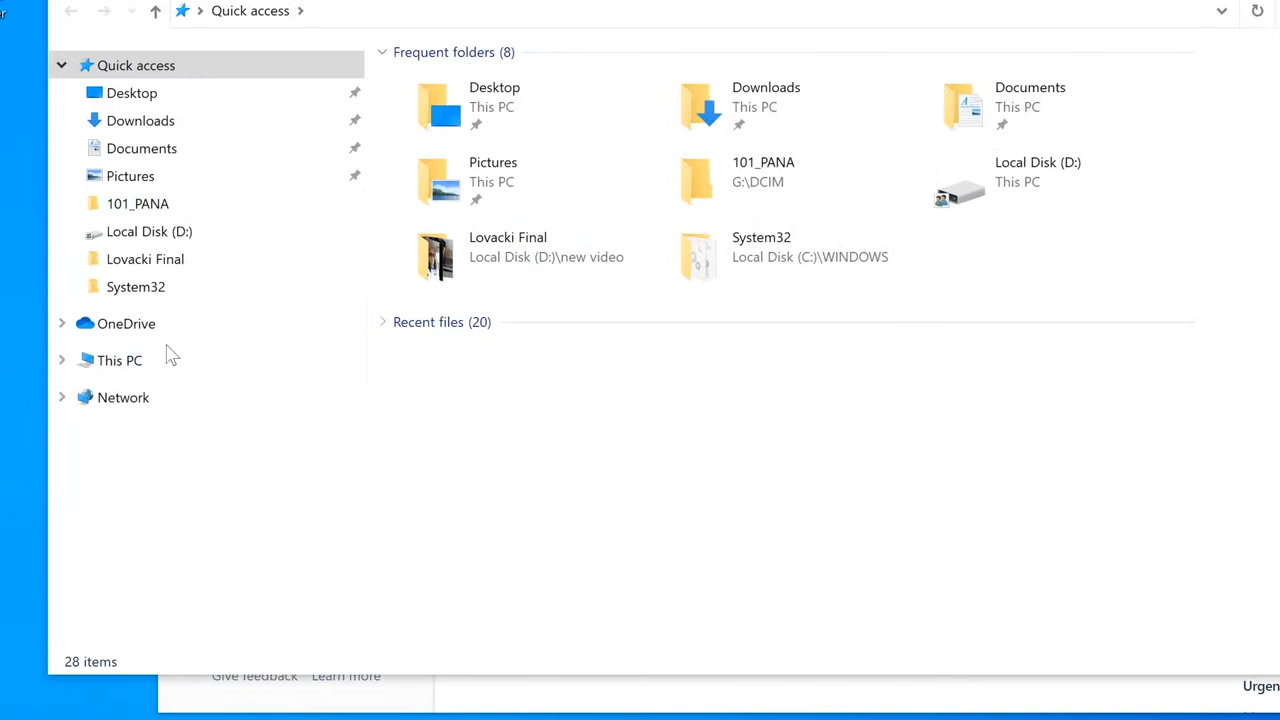 Quick access
Quick access
Desktop
Downloads
Documents
Pictures
101_PANA
Local Disk (D:)
Lovacki Final
System32
OneDrive
This PC
Network
Frequent folders (8)
Desktop
This PC
Downloads
This PC
Documents
This PC
Pictures
This PC
101_PANA
G:\DCIM
Local Disk (D:)
This PC
Lovacki Final
Local Disk (D:)\new video
System32
Local Disk (C:)\WINDOWS
Recent files (20)
28 items
Give feedback Learn more
Urgen